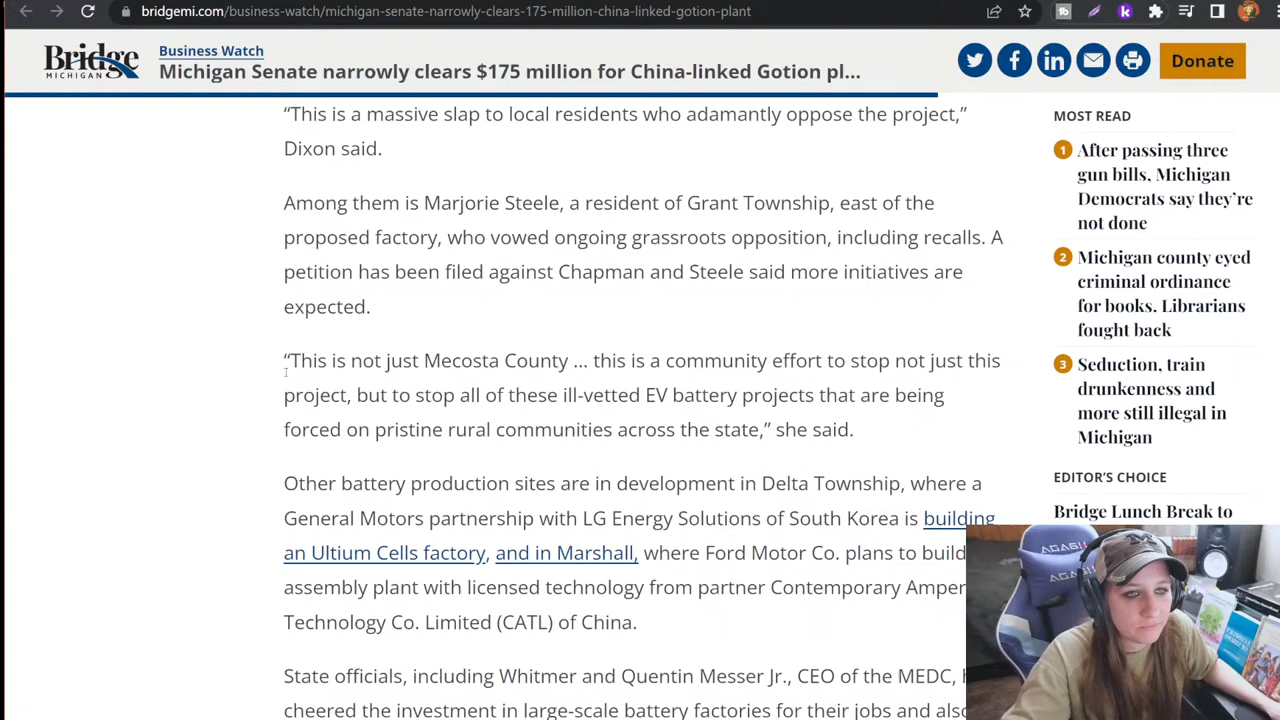 bridgemi.com/business-watch/michigan-senate-narrowly-clears-175-million-china-linked-gotion-plant
Bridge
MICHIGAN
Business Watch
Michigan Senate narrowly clears $175 million for China-linked Gotion pl...
Donate
“This is a massive slap to local residents who adamantly oppose the project,”
Dixon said.
Among them is Marjorie Steele, a resident of Grant Township, east of the
proposed factory, who vowed ongoing grassroots opposition, including recalls. A
petition has been filed against Chapman and Steele said more initiatives are
expected.
“This is not just Mecosta County ... this is a community effort to stop not just this
project, but to stop all of these ill-vetted EV battery projects that are being
forced on pristine rural communities across the state,” she said.
Other battery production sites are in development in Delta Township, where a
General Motors partnership with LG Energy Solutions of South Korea is building
an Ultium Cells factory, and in Marshall, where Ford Motor Co. plans to build
assembly plant with licensed technology from partner Contemporary Amper
Technology Co. Limited (CATL) of China.
State officials, including Whitmer and Quentin Messer Jr., CEO of the MEDC,
cheered the investment in large-scale battery factories for their jobs and also
MOST READ
1 After passing three
gun bills, Michigan
Democrats say they’re
not done
2 Michigan county eyed
criminal ordinance
for books. Librarians
fought back
3 Seduction, train
drunkenness and
more still illegal in
Michigan
EDITOR’S CHOICE
Bridge Lunch Break to